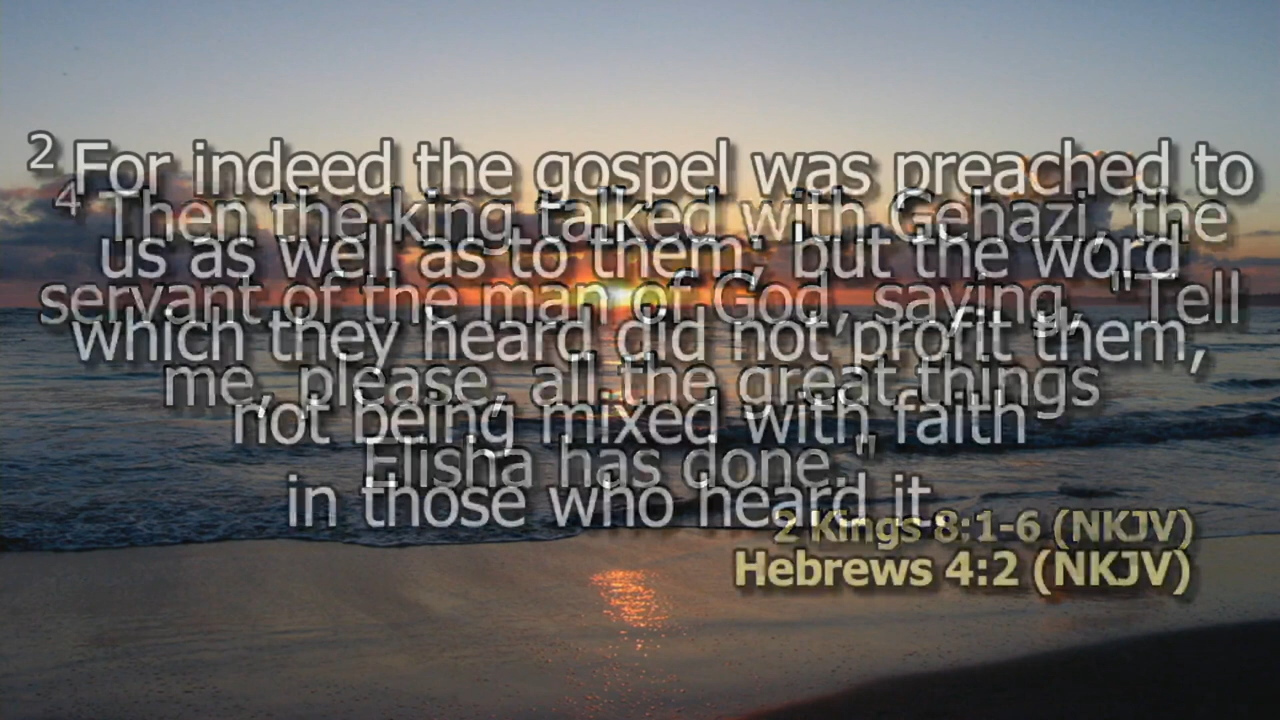 2 For indeed the gospel was preached to
us as well as to them; but the word
which they heard did not profit them,
not being mixed with faith
in those who heard it.
Hebrews 4:2 (NKJV)
4 Then the king talked with Gehazi, the
servant of the man of God, saying, "Tell
me, please, all the great things
Elisha has done."
2 Kings 8:1-6 (NKJV)